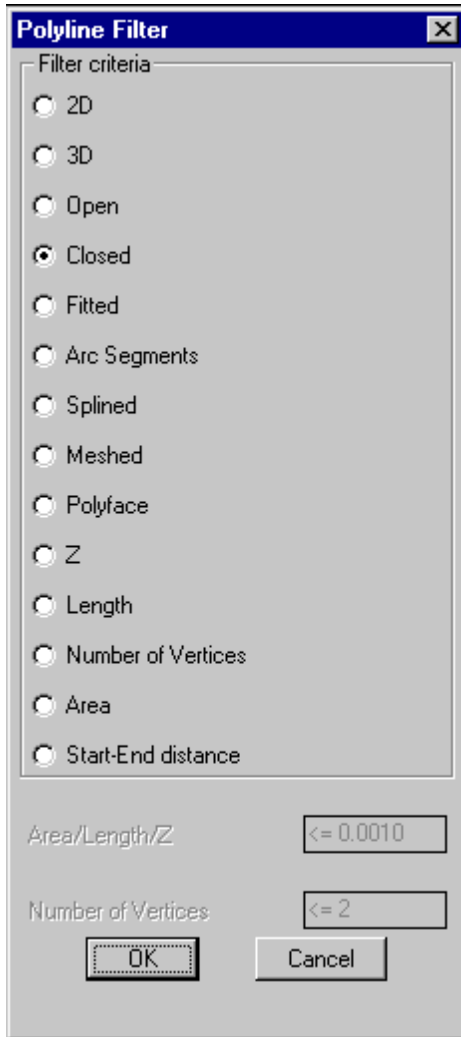 Polyline Filter
Filter criteria
2D
3D
Open
Closed
Fitted
Arc Segments
Splined
Meshed
Polyface
Z
Length
Number of Vertices
Area
Start-End distance
Area/Length/Z <= 0.0010
Number of Vertices <= 2
OK Cancel